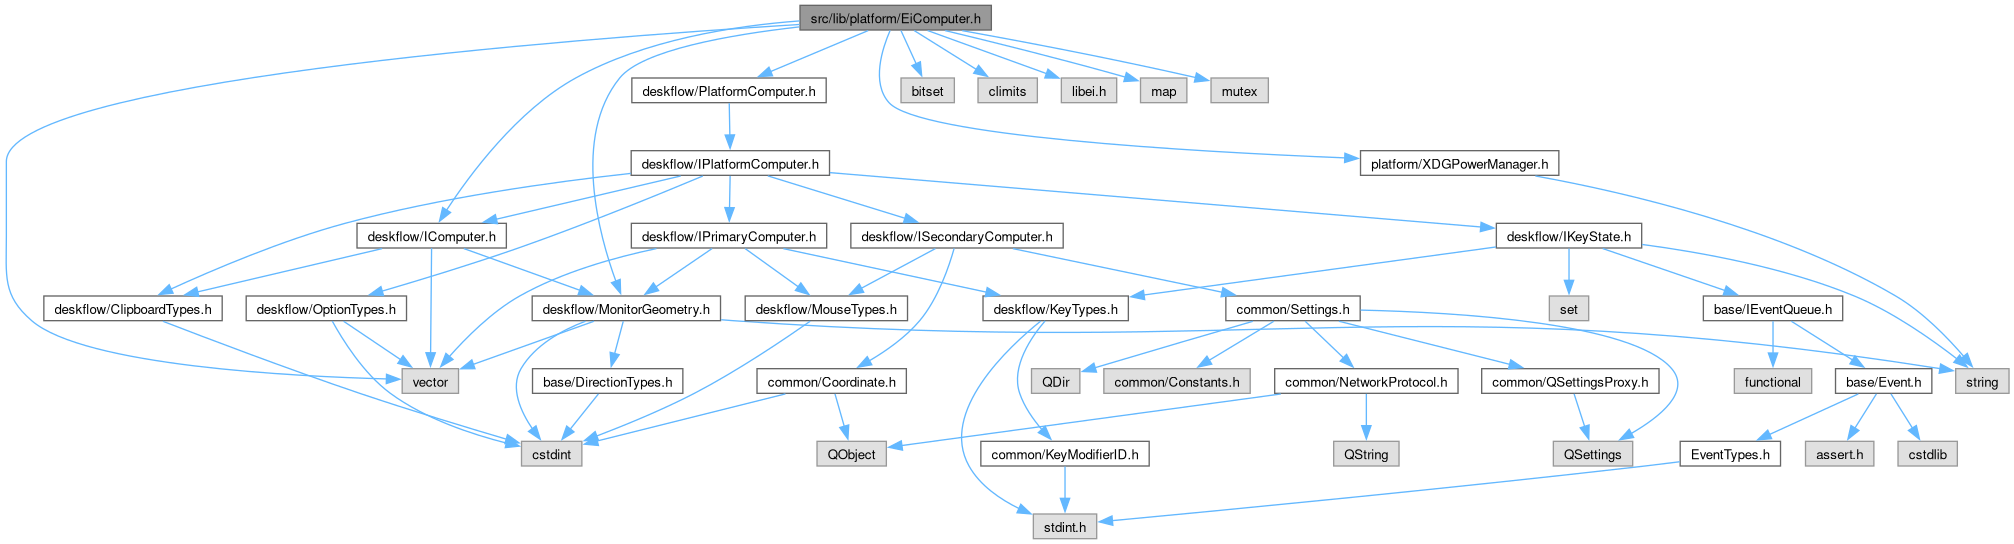 src/lib/platform/EiComputer.h
deskflow/PlatformComputer.h
bitset
climits
libei.h
map
mutex
deskflow/IPlatformComputer.h
platform/XDGPowerManager.h
deskflow/IComputer.h
deskflow/IPrimaryComputer.h
deskflow/ISecondaryComputer.h
deskflow/IKeyState.h
deskflow/ClipboardTypes.h
deskflow/OptionTypes.h
deskflow/MonitorGeometry.h
deskflow/MouseTypes.h
deskflow/KeyTypes.h
common/Settings.h
set
base/IEventQueue.h
vector
base/DirectionTypes.h
common/Coordinate.h
QDir
common/Constants.h
common/NetworkProtocol.h
common/QSettingsProxy.h
functional
base/Event.h
string
cstdint
QObject
common/KeyModifierID.h
QString
QSettings
EventTypes.h
assert.h
cstdlib
stdint.h